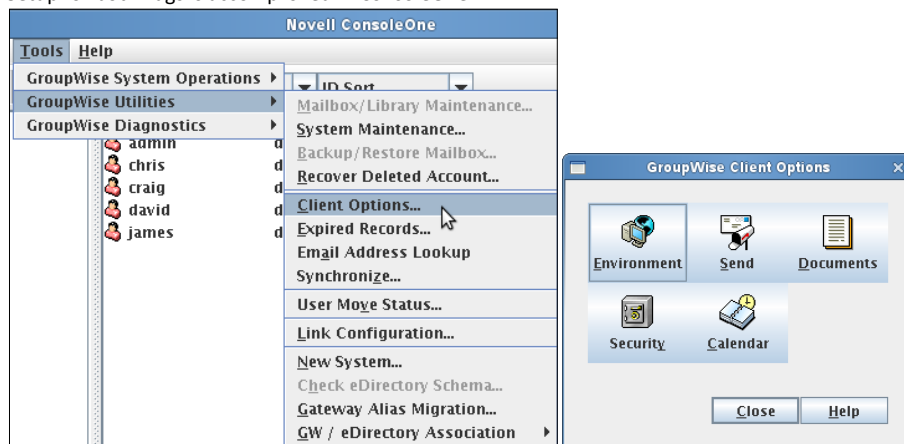 Novell ConsoleOne
Tools Help
GroupWise System Operations
GroupWise Utilities
GroupWise Diagnostics
ID Sort
admin d
chris d
craig d
david d
james d
Mailbox/Library Maintenance...
System Maintenance...
Backup/Restore Mailbox...
Recover Deleted Account...
Client Options...
Expired Records...
Email Address Lookup
Synchronize...
User Move Status...
Link Configuration...
New System...
Check eDirectory Schema...
Gateway Alias Migration...
GW / eDirectory Association
GroupWise Client Options
Environment Send Documents
Security Calendar
Close Help